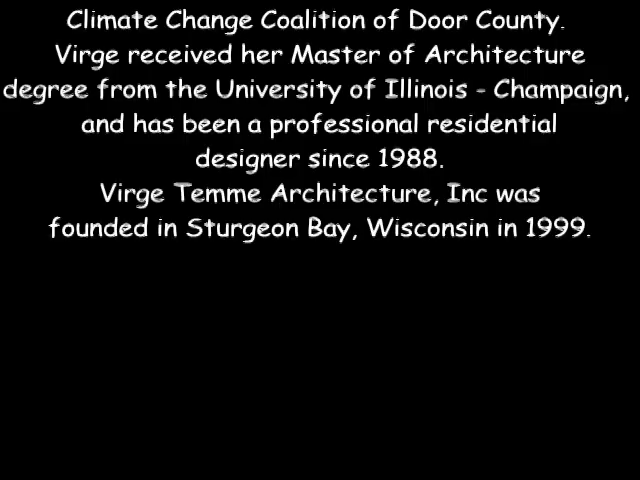 Climate Change Coalition of Door County.
Virge received her Master of Architecture
degree from the University of Illinois - Champaign,
and has been a professional residential
designer since 1988.
Virge Temme Architecture, Inc was
founded in Sturgeon Bay, Wisconsin in 1999.